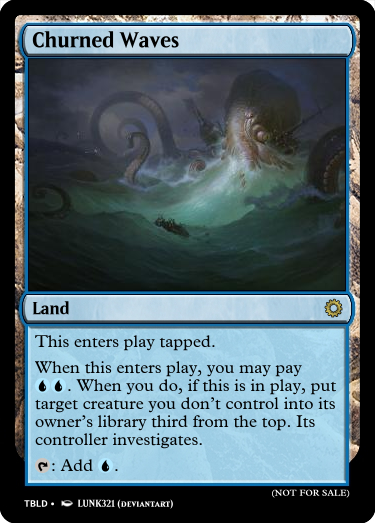 Churned Waves
Land
This enters play tapped.
When this enters play, you may pay
. When you do, if this is in play, put
target creature you don't control into its
owner's library third from the top. Its
controller investigates.
: Add .
(NOT FOR SALE)
TBLD • LUNK321 (DEVIANTART)